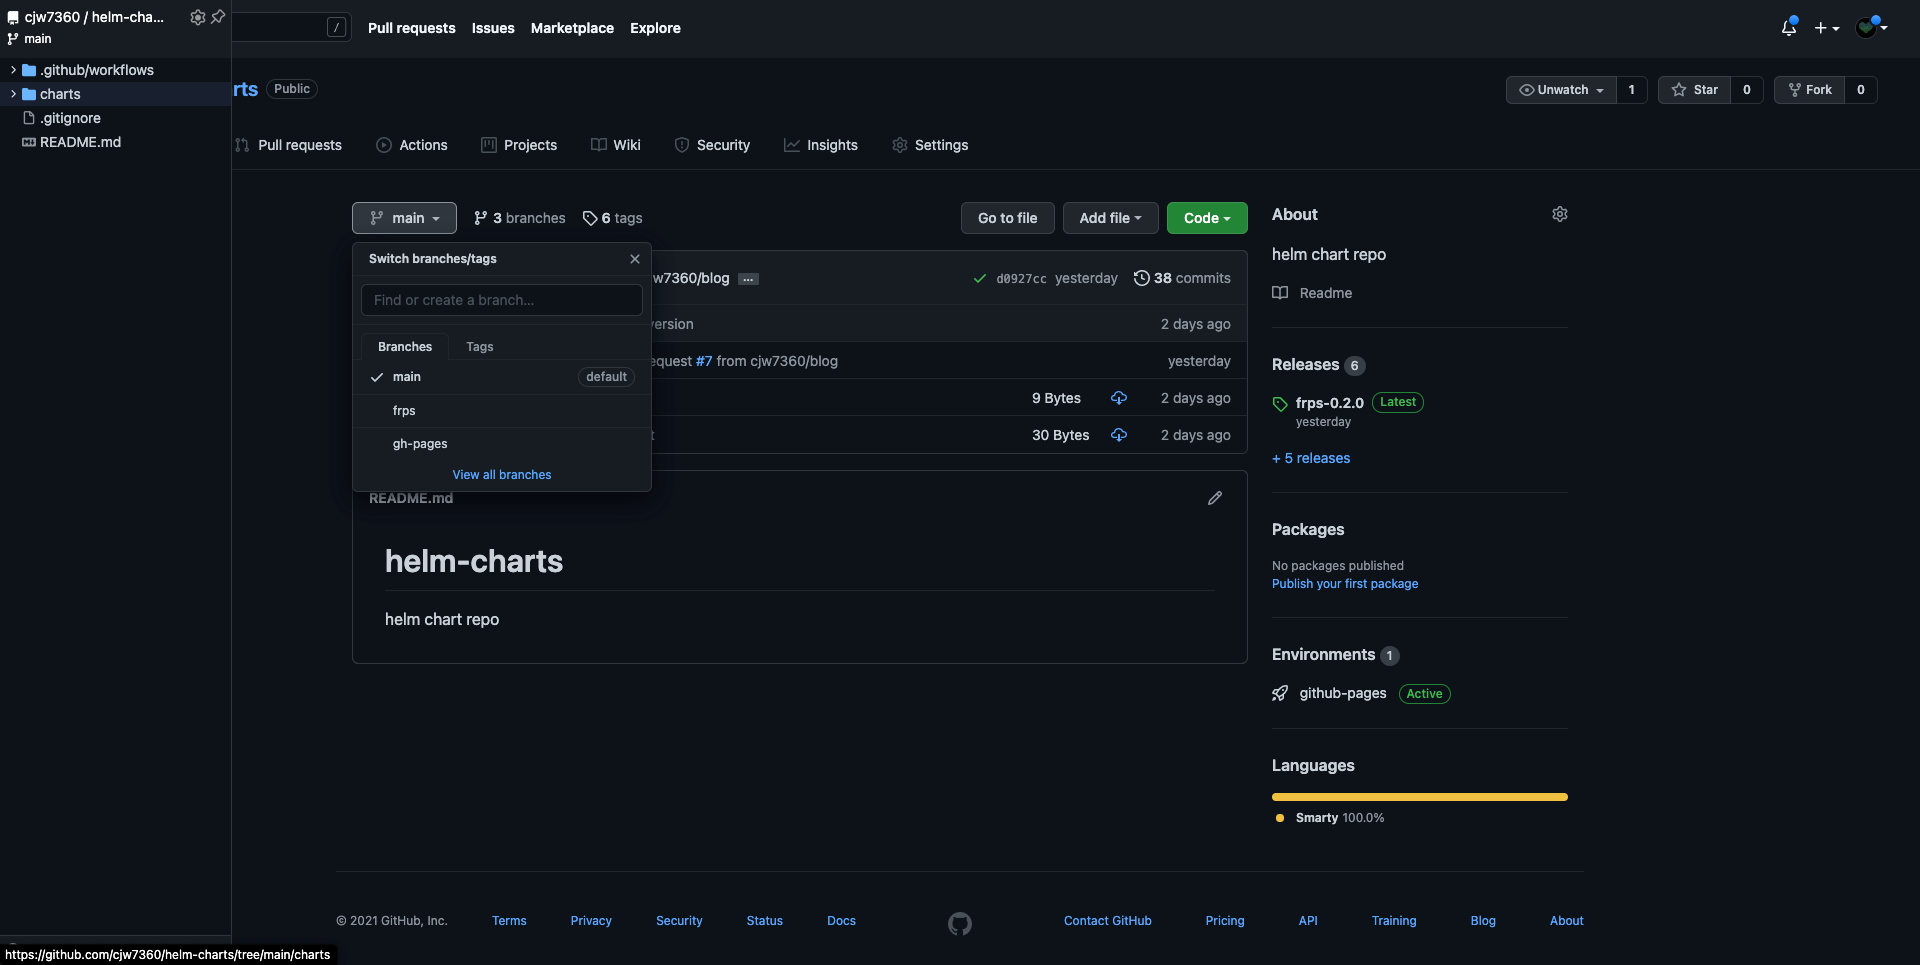 cjw7360 / helm-cha...
main
.github/workflows
charts
.gitignore
README.md
/
Pull requests
Issues
Marketplace
Explore
rts
Public
Unwatch
1
Star
0
Fork
0
Pull requests
Actions
Projects
Wiki
Security
Insights
Settings
main
3 branches
6 tags
Go to file
Add file
Code
Switch branches/tags
Find or create a branch...
Branches
Tags
main
default
frps
gh-pages
View all branches
w7360/blog ...
d0927cc yesterday
38 commits
ersion
2 days ago
equest #7 from cjw7360/blog
yesterday
9 Bytes
2 days ago
t
30 Bytes
2 days ago
README.md
helm-charts
helm chart repo
About
helm chart repo
Readme
Releases 6
frps-0.2.0 Latest
yesterday
+ 5 releases
Packages
No packages published
Publish your first package
Environments 1
github-pages Active
Languages
Smarty 100.0%
© 2021 GitHub, Inc.
Terms
Privacy
Security
Status
Docs
Contact GitHub
Pricing
API
Training
Blog
About
https://github.com/cjw7360/helm-charts/tree/main/charts